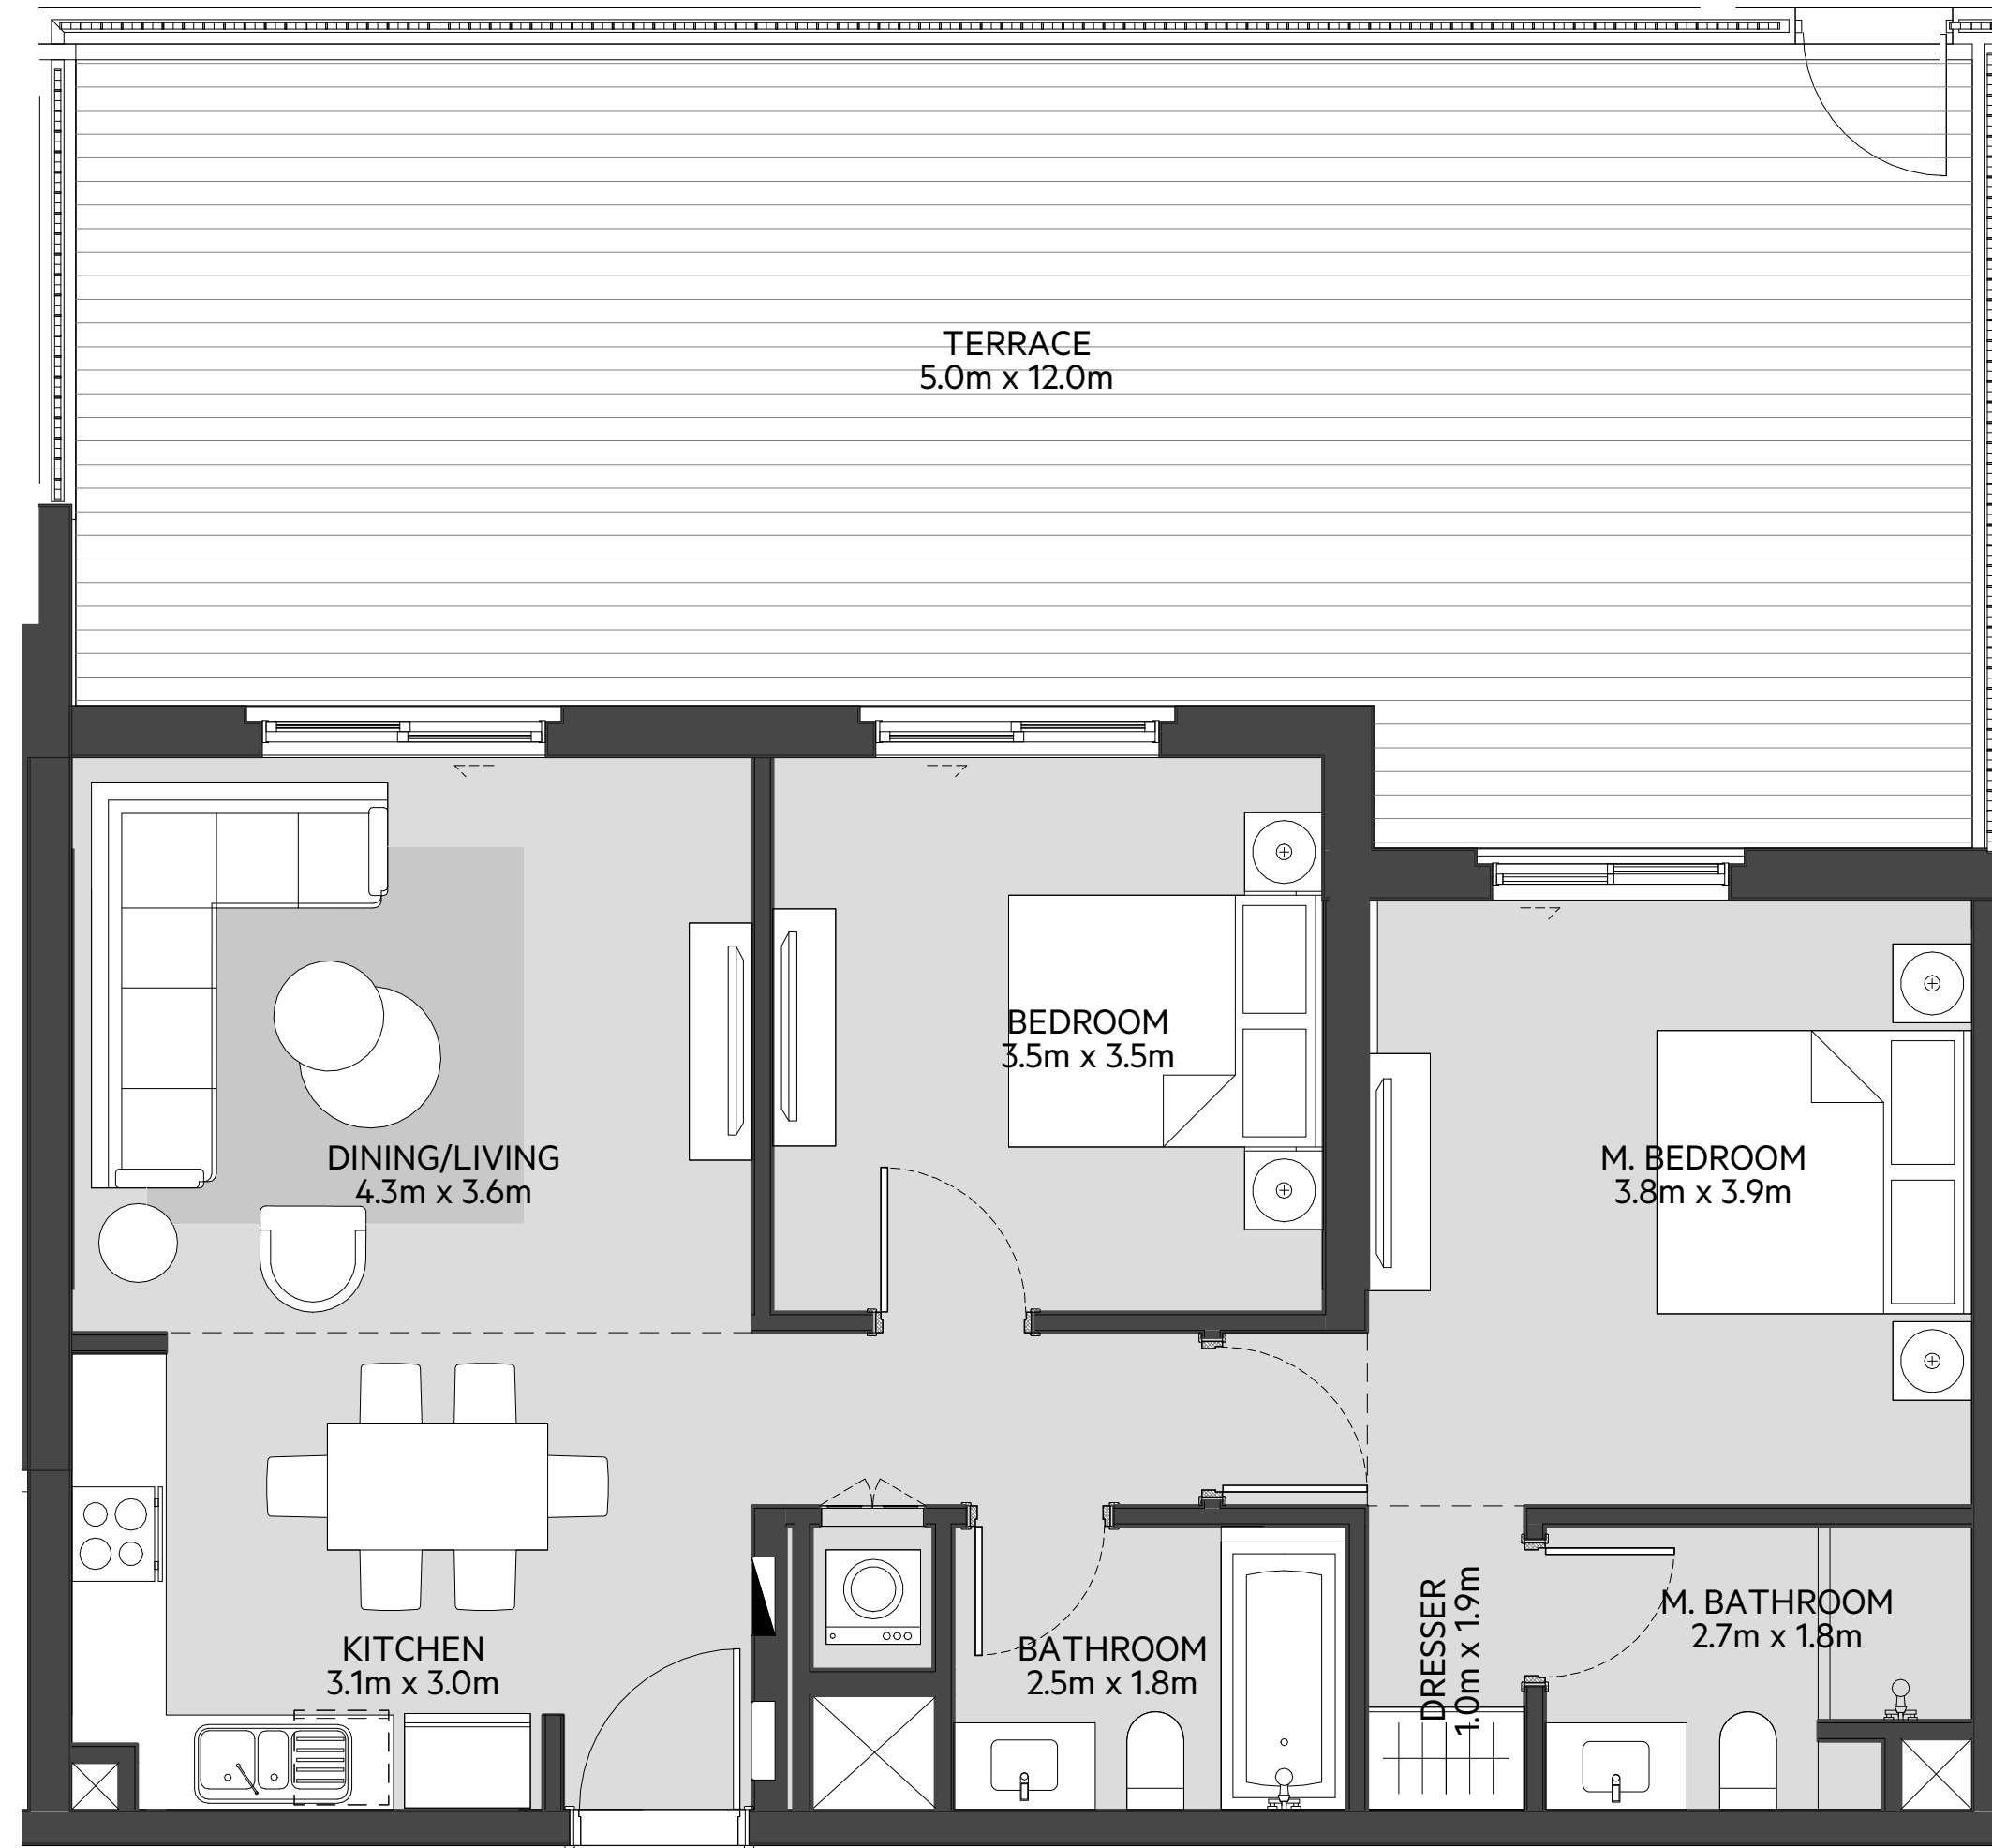 TERRACE
5.0m x 12.0m
BEDROOM
3.5m x 3.5m
DINING/LIVING
4.3m x 3.6m
M. BEDROOM
3.8m x 3.9m
KITCHEN
3.1m x 3.0m
BATHROOM
2.5m x 1.8m
DRESSER
1.0m x 1.9m
M. BATHROOM
2.7m x 1.8m